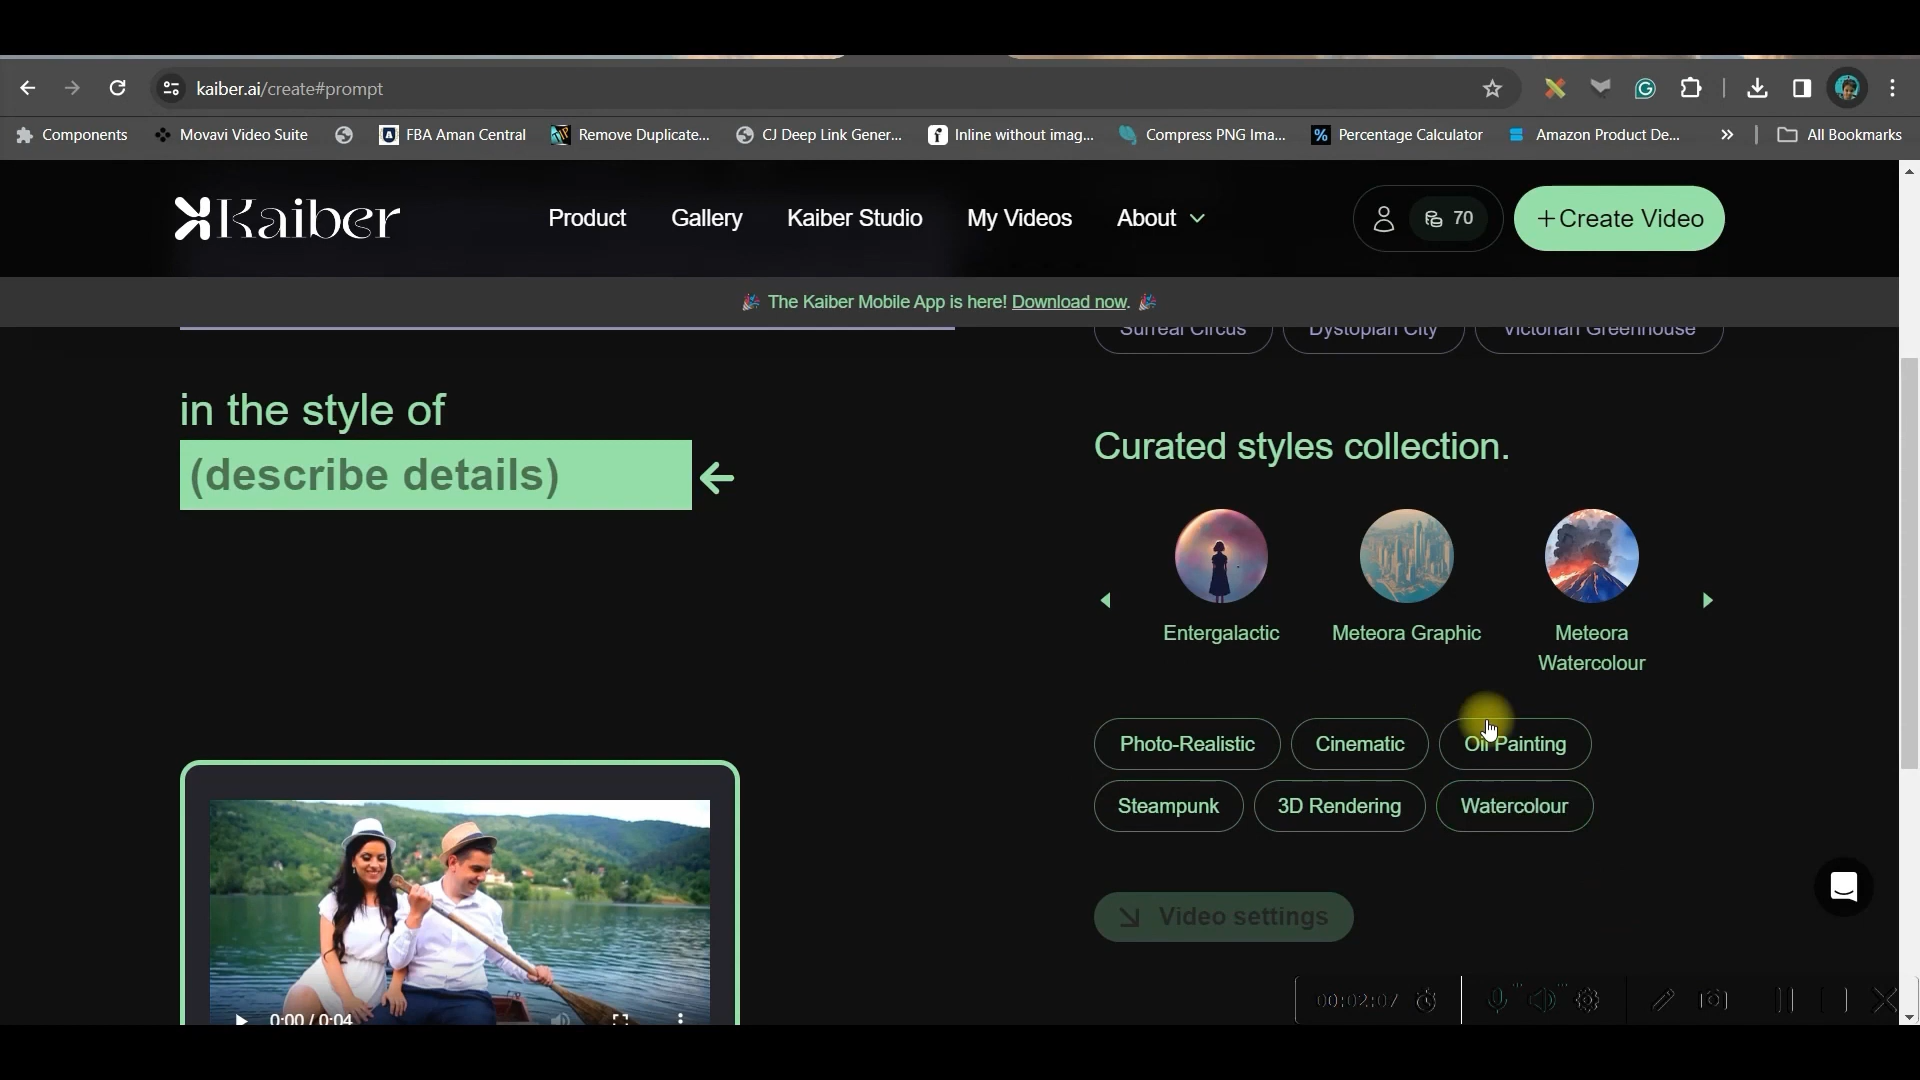 kaiber.ai/create#prompt
Components
Movavi Video Suite
FBA Aman Central
Remove Duplicate...
CJ Deep Link Gener...
Inline without imag...
Compress PNG Ima...
Percentage Calculator
Amazon Product De...
»
All Bookmarks
Kaiber
Product
Gallery
Kaiber Studio
My Videos
About
70
+Create Video
🎉 The Kaiber Mobile App is here! Download now. 🎉
Surreal Circus
Dystopian City
Victorian Greenhouse
in the style of
(describe details)
Curated styles collection.
Entergalactic
Meteora Graphic
Meteora
Watercolour
Photo-Realistic
Cinematic
Oil Painting
Steampunk
3D Rendering
Watercolour
Video settings
0:00 / 0:04
00:02:07